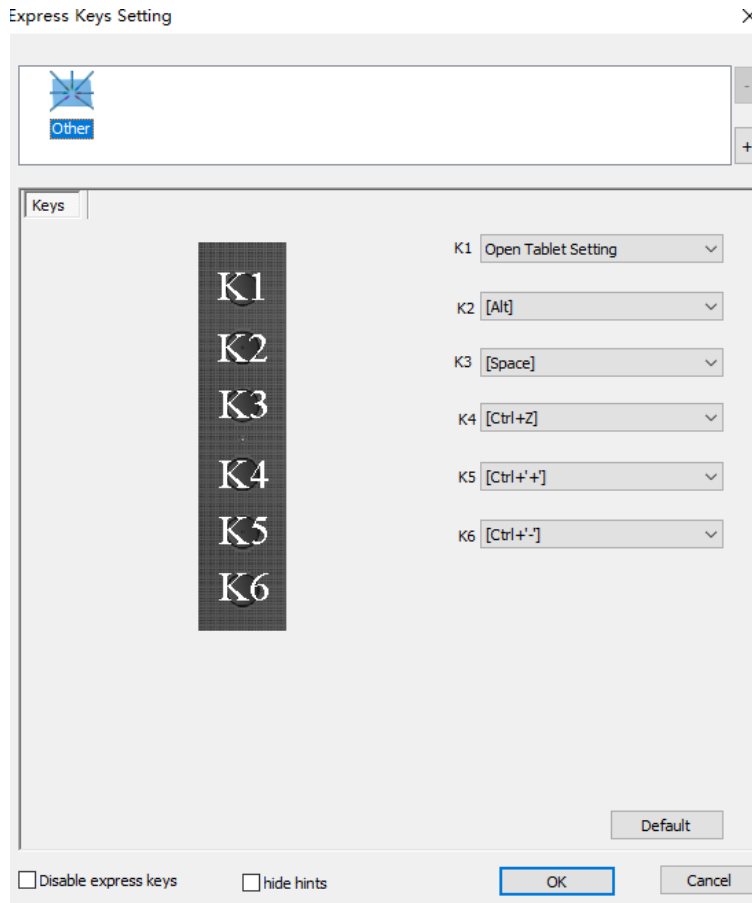 Express Keys Setting
Other
-
+
Keys
K1
K2
K3
K4
K5
K6
K1 Open Tablet Setting
K2 [Alt]
K3 [Space]
K4 [Ctrl+Z]
K5 [Ctrl+'+']
K6 [Ctrl+'-']
Default
Disable express keys
hide hints
OK
Cancel